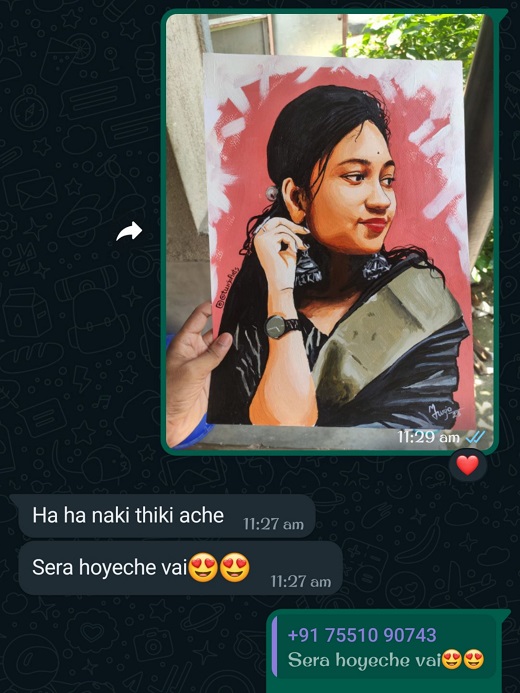 11:29 am
Ha ha naki thiki ache 11:27 am
Sera hoyeche vai😍😍 11:27 am
+91 75510 90743
Sera hoyeche vai😍😍